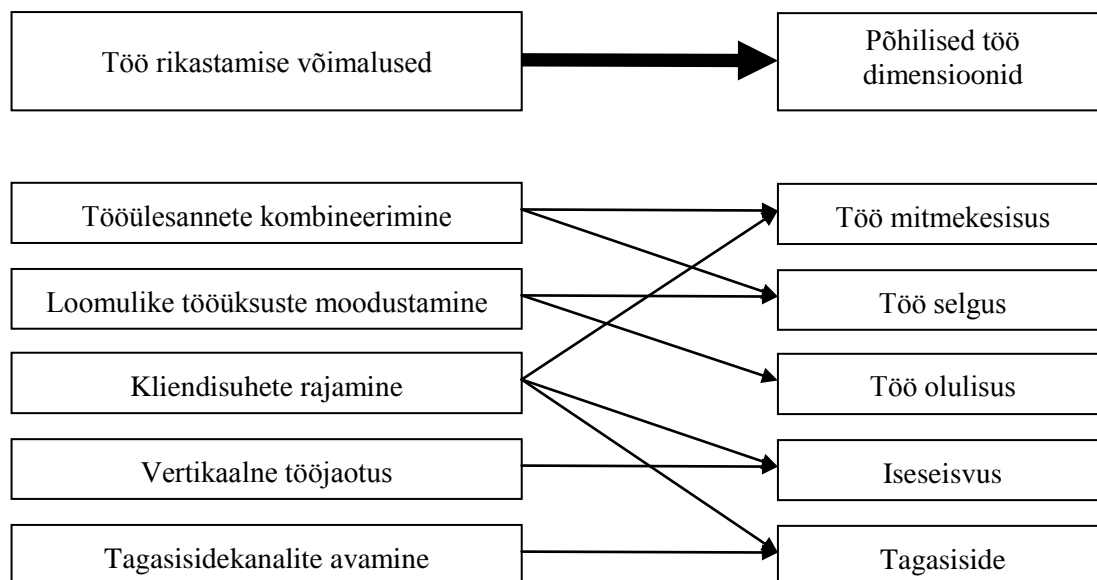 Töö rikastamise võimalused
Põhilised töö
dimensioonid
Tööülesannete kombineerimine
Töö mitmekesisus
Loomulike tööüksuste moodustamine
Töö selgus
Kliendisuhete rajamine
Töö olulisus
Vertikaalne tööjaotus
Iseseisvus
Tagasisidekanalite avamine
Tagasiside